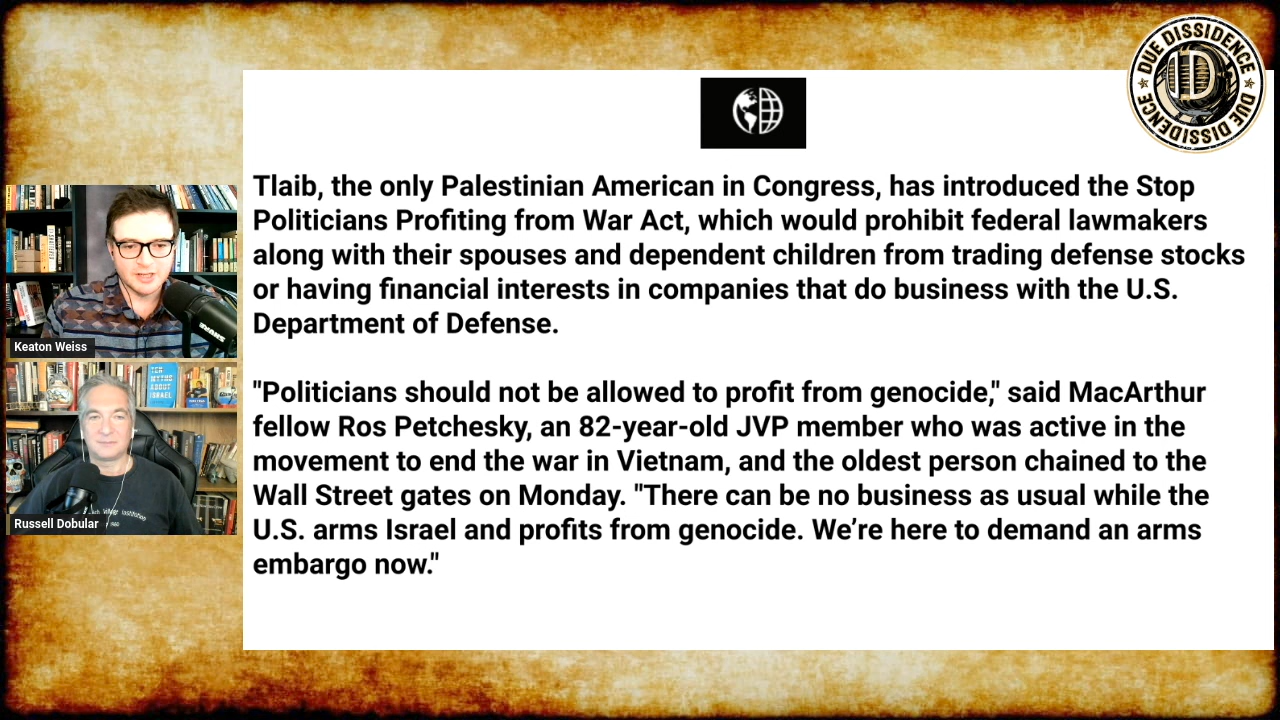 DUE DISSIDENCE
DUE DISSIDENCE
Tlaib, the only Palestinian American in Congress, has introduced the Stop
Politicians Profiting from War Act, which would prohibit federal lawmakers
along with their spouses and dependent children from trading defense stocks
or having financial interests in companies that do business with the U.S.
Department of Defense.
"Politicians should not be allowed to profit from genocide," said MacArthur
fellow Ros Petchesky, an 82-year-old JVP member who was active in the
movement to end the war in Vietnam, and the oldest person chained to the
Wall Street gates on Monday. "There can be no business as usual while the
U.S. arms Israel and profits from genocide. We’re here to demand an arms
embargo now."
Keaton Weiss
TEN
MYTHS
ABOUT
ISRAEL
Russell Dobular